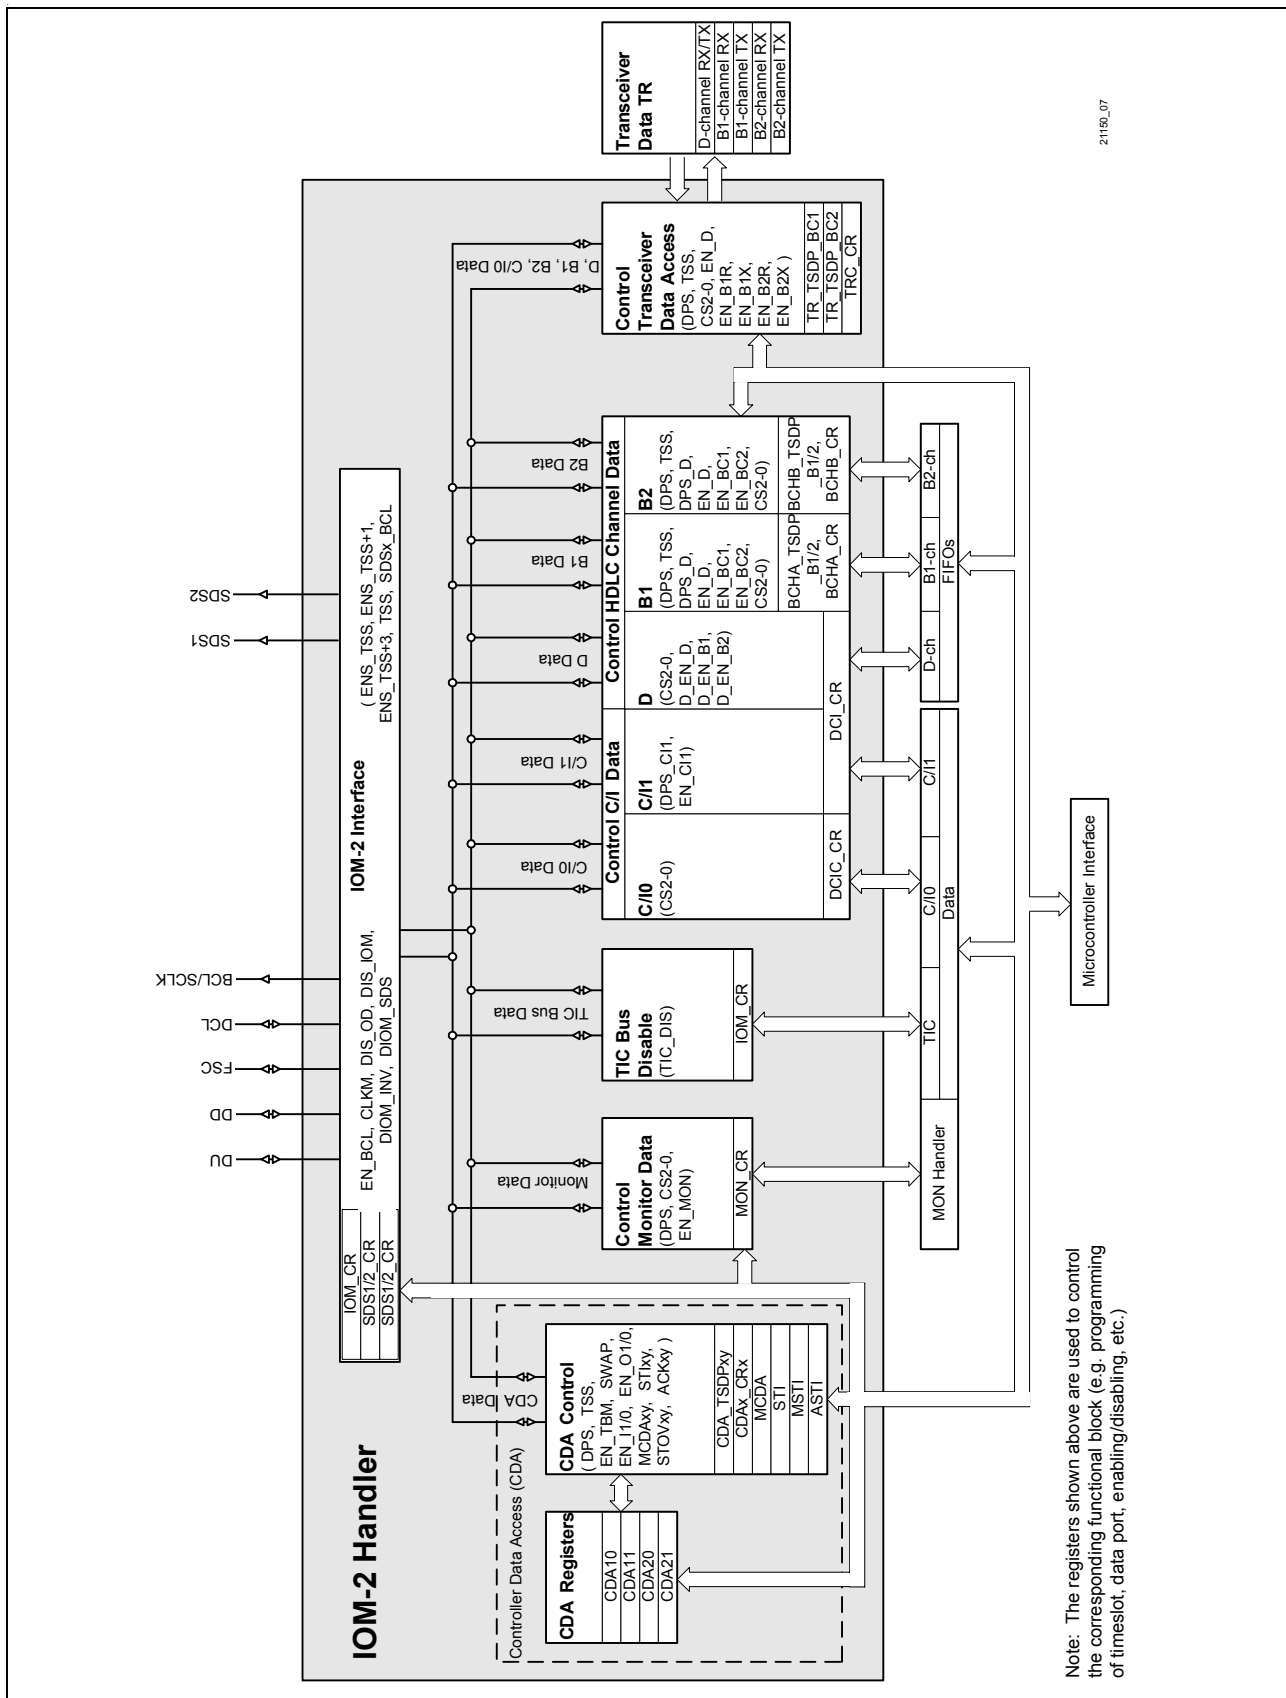 IOM-2 Handler
DU
DD
FSC
DCL
BCL/SCLK
SDS1
SDS2
IOM_CR
SDS1/2_CR
SDS1/2_CR
EN_BCL, CLKM, DIS_OD, DIS_IOM,
DIOM_INV, DIOM_SDS
IOM-2 Interface
( ENS_TSS, ENS_TSS+1,
ENS_TSS+3, TSS, SDSx_BCL
Controller Data Access (CDA)
CDA Data
Monitor Data
TIC Bus Data
C/I0 Data
C/I1 Data
D Data
B1 Data
B2 Data
D, B1, B2, C/I0 Data
CDA Registers
CDA10
CDA11
CDA20
CDA21
CDA Control
( DPS, TSS,
EN_TBM, SWAP,
EN_I1/0, EN_O1/0,
MCDAxy, STIxy,
STOVxy, ACKxy )
CDA_TSDPxy
CDAx_CRx
MCDA
STI
MSTI
ASTI
Control
Monitor Data
(DPS, CS2-0,
EN_MON)
MON_CR
TIC Bus
Disable
(TIC_DIS)
IOM_CR
Control C/I Data
C/I0
(CS2-0)
DCIC_CR
C/I1
(DPS_CI1,
EN_CI1)
Control HDLC Channel Data
D
(CS2-0,
D_EN_D,
D_EN_B1,
D_EN_B2)
DCI_CR
B1
(DPS, TSS,
DPS_D,
EN_D,
EN_BC1,
EN_BC2,
CS2-0)
BCHA_TSDP
_B1/2,
BCHA_CR
B2
(DPS, TSS,
DPS_D,
EN_D,
EN_BC1,
EN_BC2,
CS2-0)
BCHB_TSDP
_B1/2,
BCHB_CR
Control
Transceiver
Data Access
(DPS, TSS,
CS2-0, EN_D,
EN_B1R,
EN_B1X,
EN_B2R,
EN_B2X )
TR_TSDP_BC1
TR_TSDP_BC2
TRC_CR
Transceiver
Data TR
D-channel RX/TX
B1-channel RX
B1-channel TX
B2-channel RX
B2-channel TX
MON Handler
TIC
C/I0
C/I1
Data
D-ch
B1-ch
B2-ch
FIFOs
Microcontroller Interface
Note: The registers shown above are used to control
the corresponding functional block (e.g. programming
of timeslot, data port, enabling/disabling, etc.)
21150_07